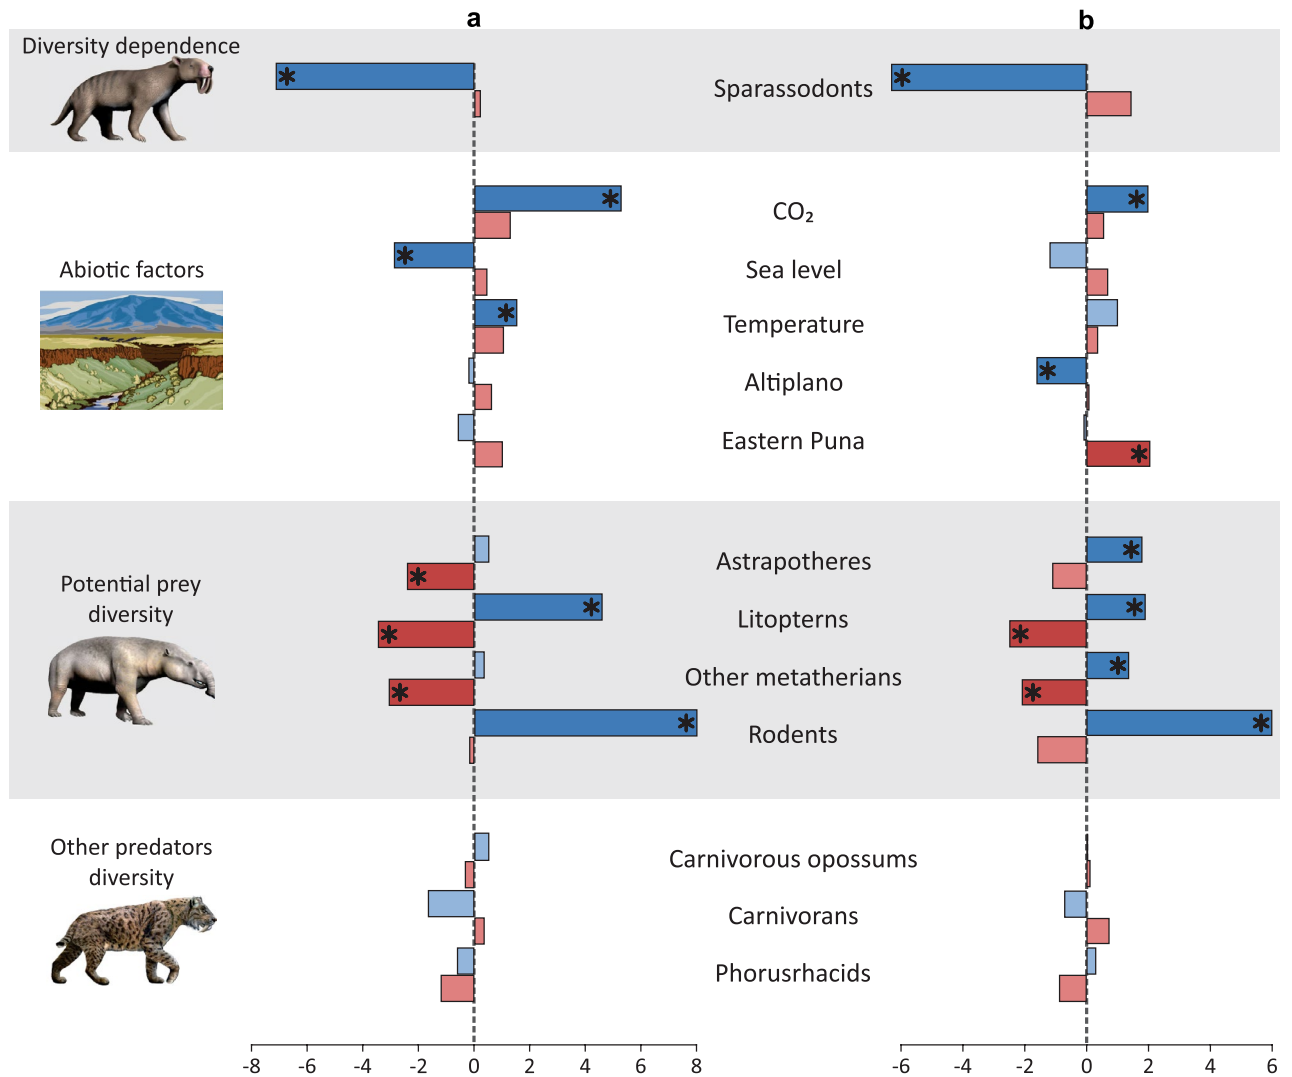 a
b
Diversity dependence
Sparassodonts
CO₂
Abiotic factors
Sea level
Temperature
Altiplano
Eastern Puna
Potential prey
diversity
Astrapotheres
Litopterns
Other metatherians
Rodents
Other predators
diversity
Carnivorous opossums
Carnivorans
Phorusrhacids
-8 -6 -4 -2 0 2 4 6 8
-6 -4 -2 0 2 4 6